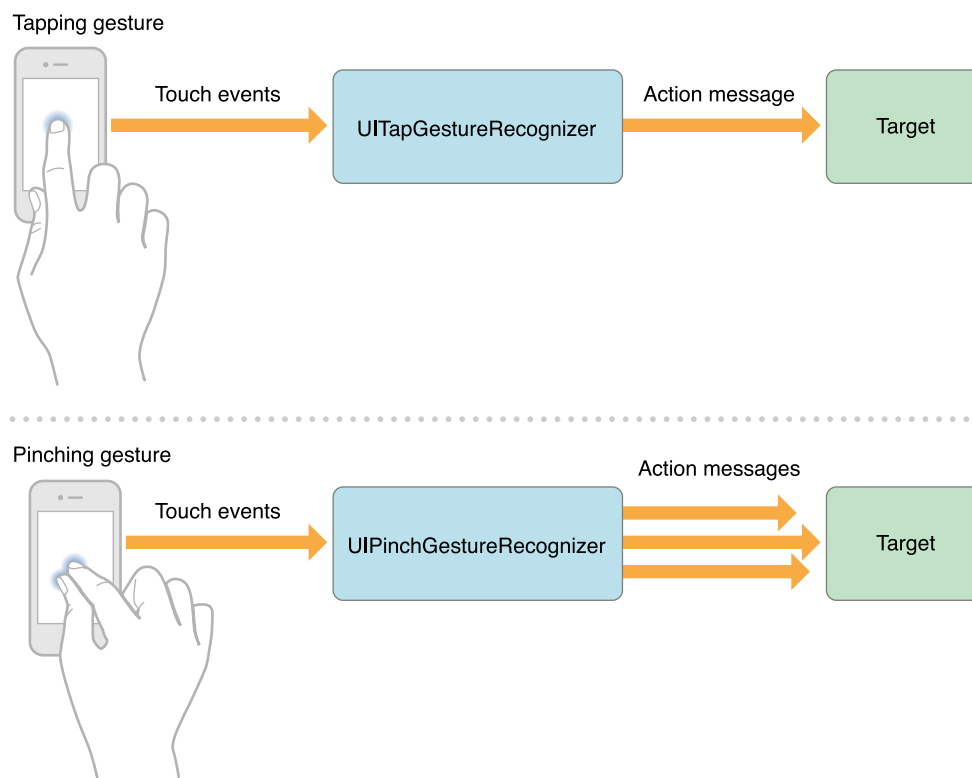 Tapping gesture
Touch events
UITapGestureRecognizer
Action message
Target
Pinching gesture
Touch events
UIPinchGestureRecognizer
Action messages
Target